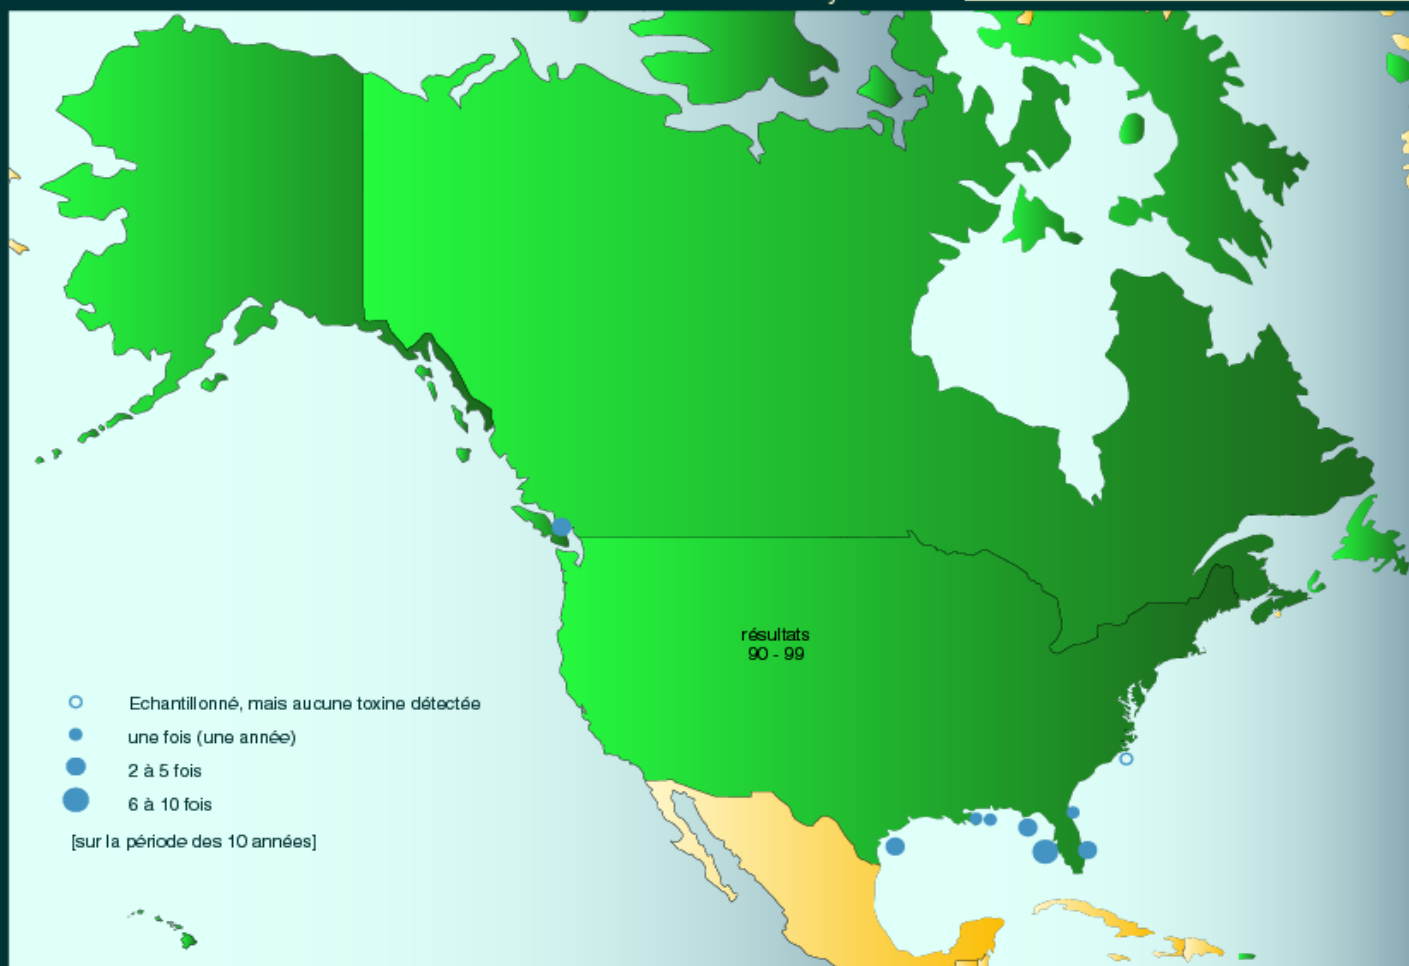 résultats
90 - 99
Echantillonné, mais aucune toxine détectée
une fois (une année)
2 à 5 fois
6 à 10 fois
[sur la période des 10 années]